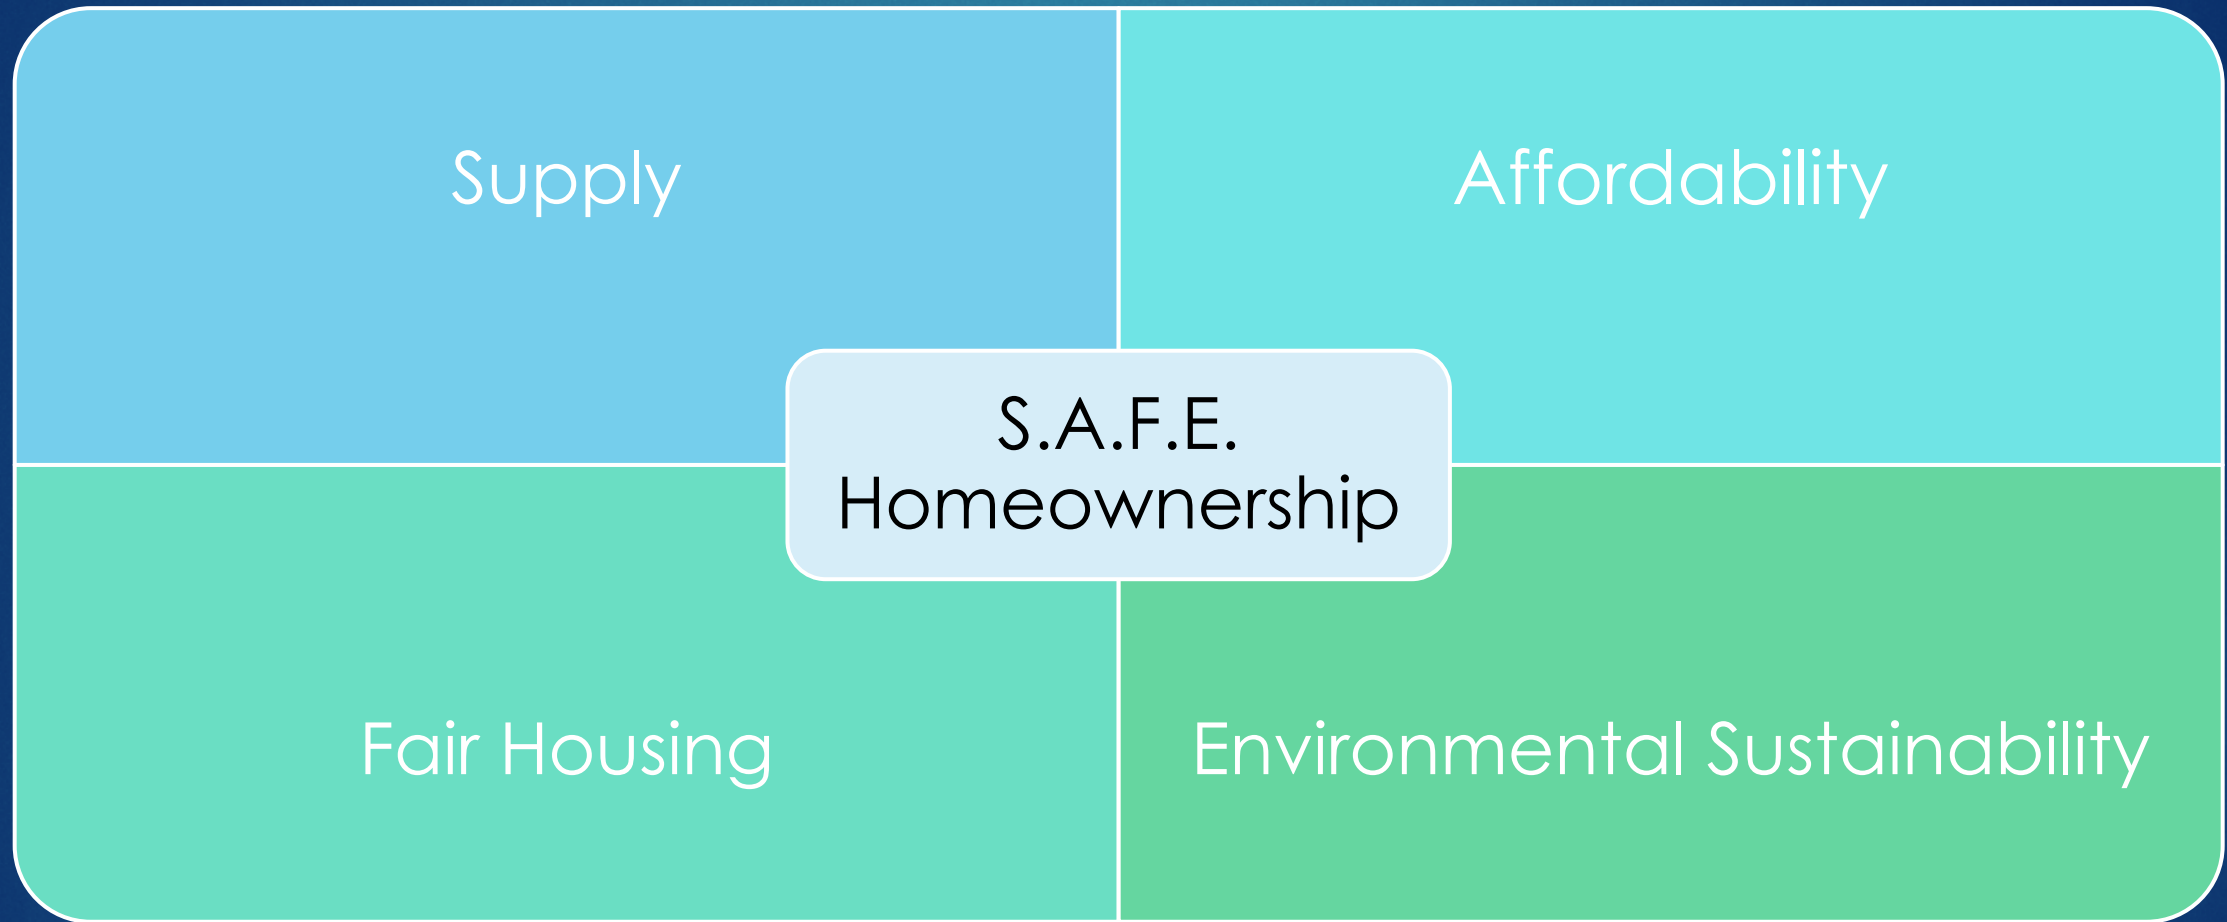 Supply
Affordability
S.A.F.E.
Homeownership
Fair Housing
Environmental Sustainability